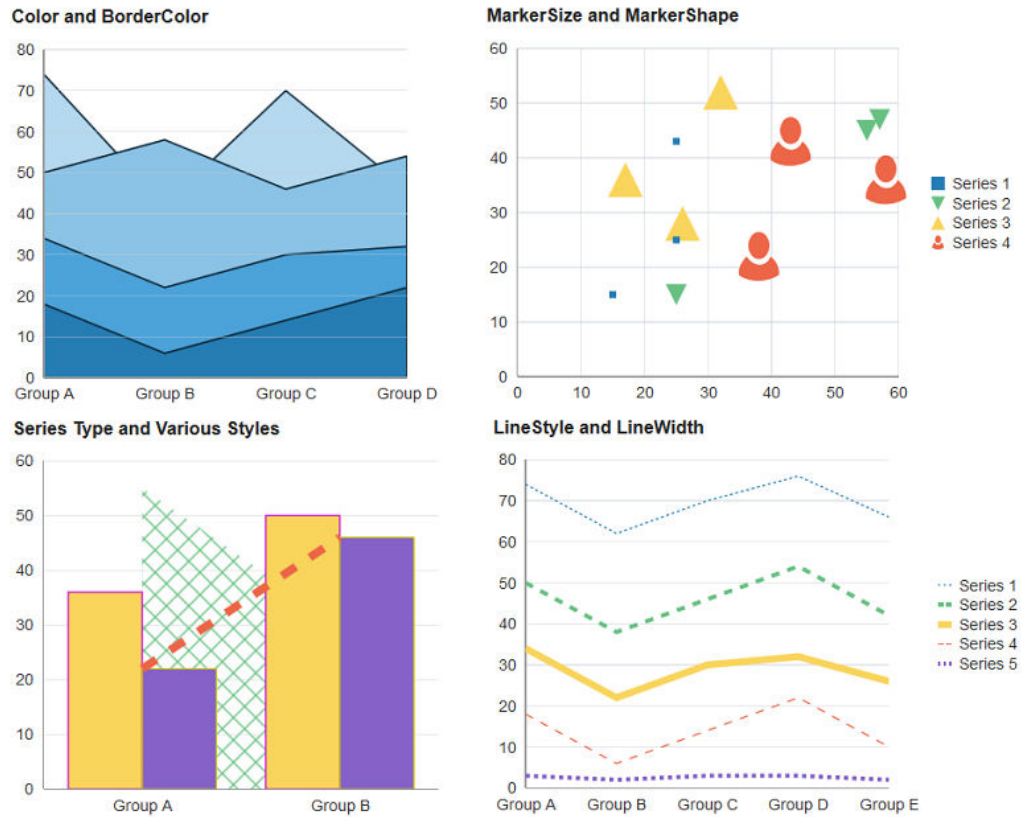 Color and BorderColor
80
70
60
50
40
30
20
10
0
Group A
Group B
Group C
Group D
MarkerSize and MarkerShape
60
50
40
30
20
10
0
0
10
20
30
40
50
60
Series 1
Series 2
Series 3
Series 4
Series Type and Various Styles
60
50
40
30
20
10
0
Group A
Group B
LineStyle and LineWidth
80
70
60
50
40
30
20
10
0
Group A
Group B
Group C
Group D
Group E
Series 1
Series 2
Series 3
Series 4
Series 5